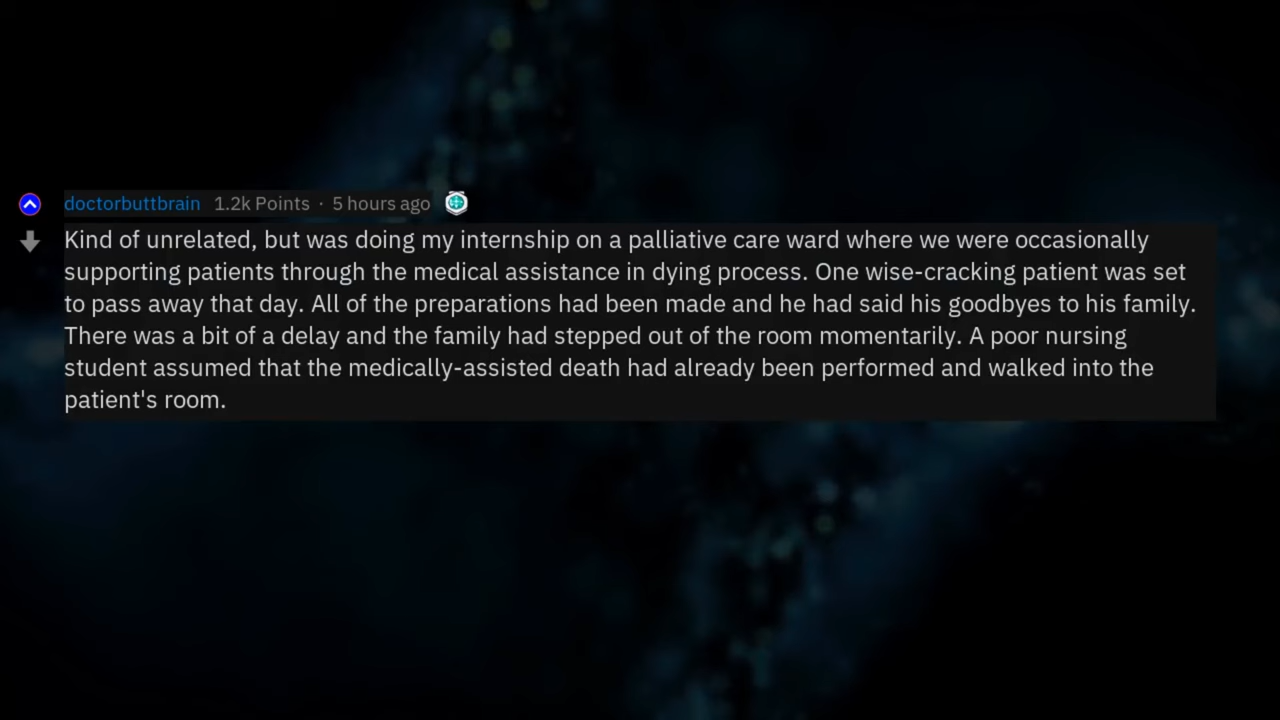 doctorbuttbrain 1.2k Points · 5 hours ago
Kind of unrelated, but was doing my internship on a palliative care ward where we were occasionally
supporting patients through the medical assistance in dying process. One wise-cracking patient was set
to pass away that day. All of the preparations had been made and he had said his goodbyes to his family.
There was a bit of a delay and the family had stepped out of the room momentarily. A poor nursing
student assumed that the medically-assisted death had already been performed and walked into the
patient's room.